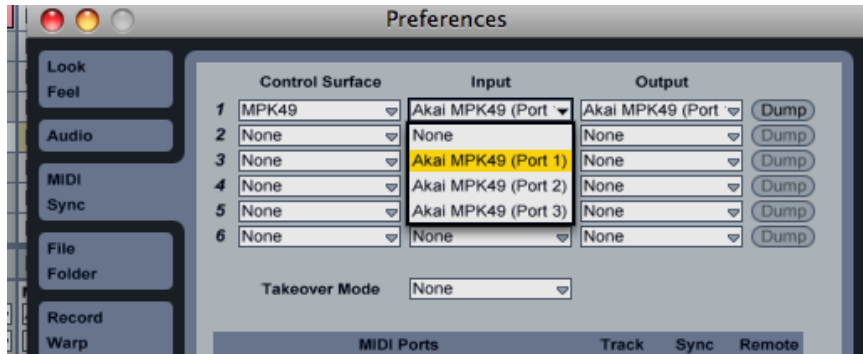 Preferences
Look
Feel
Audio
MIDI
Sync
File
Folder
Record
Warp
Control Surface Input Output
1 MPK49 Akai MPK49 (Port Akai MPK49 (Port Dump
2 None None None Dump
3 None Akai MPK49 (Port 1) None Dump
4 None Akai MPK49 (Port 2) None Dump
5 None Akai MPK49 (Port 3) None Dump
6 None None None Dump
Takeover Mode None
MIDI Ports Track Sync Remote